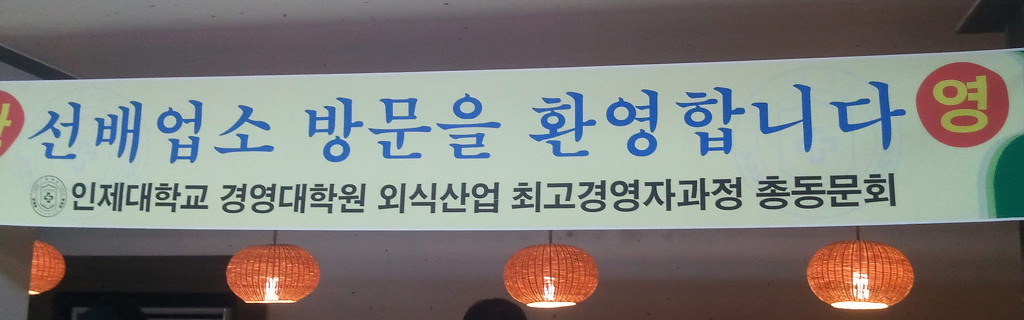 선배업소 방문을 환영합니다 영
인제대학교 경영대학원 외식산업 최고경영자과정 총동문회